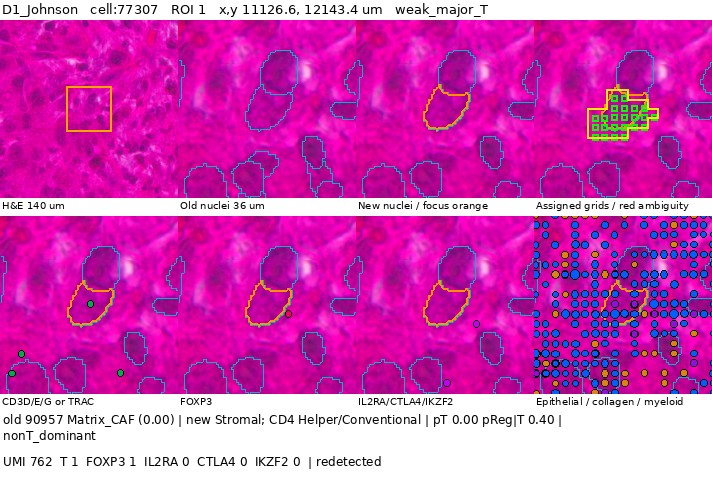 D1_Johnson cell:77307 ROI 1 x,y 11126.6, 12143.4 um weak_major_T
H&E 140 um
Old nuclei 36 um
New nuclei / focus orange
Assigned grids / red ambiguity
CD3D/E/G or TRAC
FOXP3
IL2RA/CTLA4/IKZF2
Epithelial / collagen / myeloid
old 90957 Matrix_CAF (0.00) | new Stromal; CD4 Helper/Conventional | pT 0.00 pReg|T 0.40 |
nonT_dominant
UMI 762 T 1 FOXP3 1 IL2RA 0 CTLA4 0 IKZF2 0 | redetected